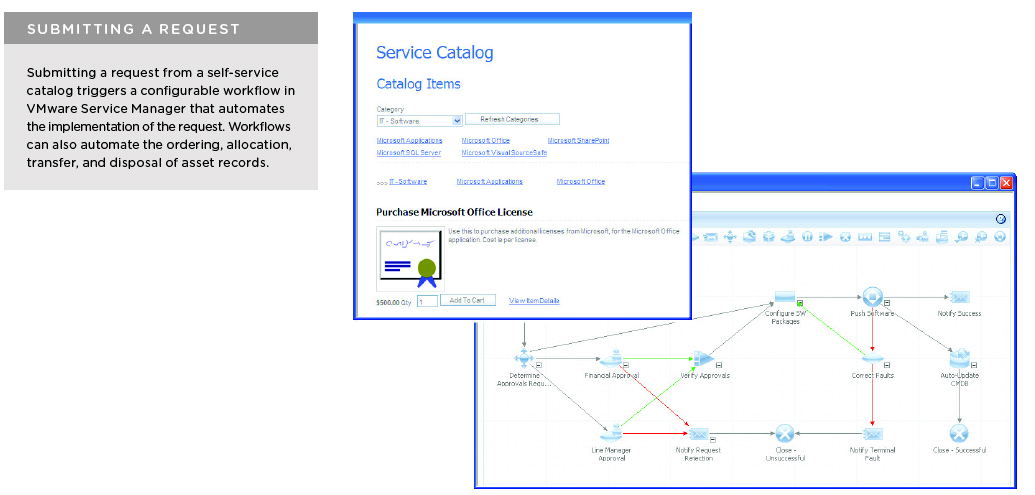 SUBMITTING A REQUEST
Submitting a request from a self-service
catalog triggers a configurable workflow in
VMware Service Manager that automates
the implementation of the request. Workflows
can also automate the ordering, allocation,
transfer, and disposal of asset records.
Service Catalog
Catalog Items
Category
IT - Software
Refresh Categories
Microsoft Applications Microsoft Office Microsoft SharePoint
Microsoft SQL Server Microsoft Visual SourceSafe
>>> IT - Software Microsoft Applications Microsoft Office
Purchase Microsoft Office License
Use this to purchase additional licenses from Microsoft, for the Microsoft Office
application. Cost is per license.
$500.00 Qty 1 Add To Cart View Item Details
Configure SW
Packages
Push Software
Notify Success
Determine
Approvals Requ...
Financial Approval
Verify Approvals
Correct Faults
Auto-Update
CMDB
Line Manager
Approval
Notify Request
Rejection
Close -
Unsuccessful
Notify Terminal
Fault
Close - Successful